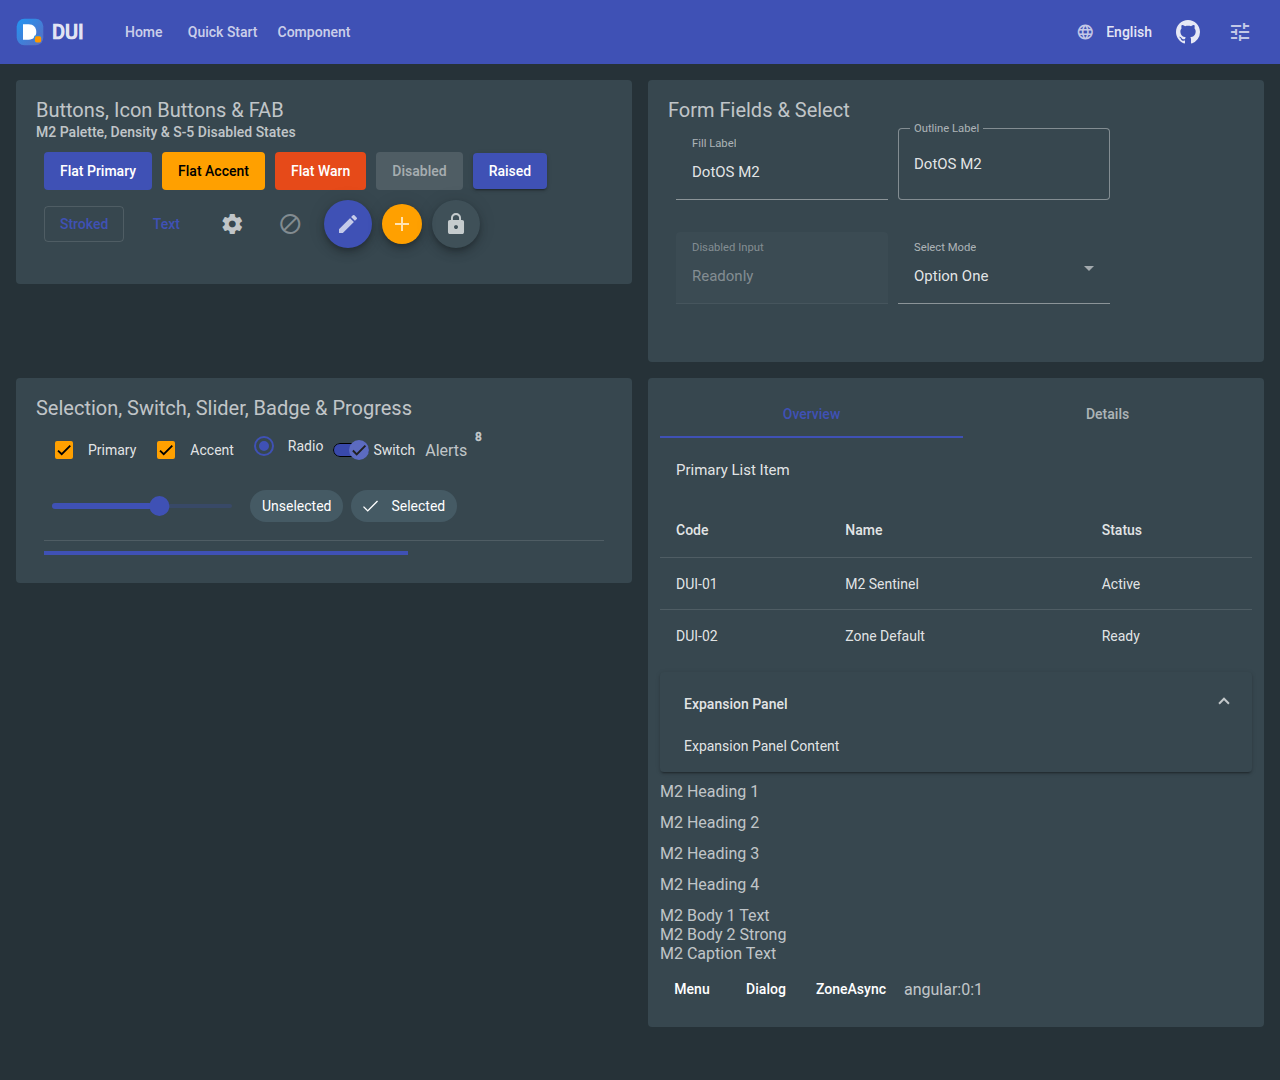 DUI
Home
Quick Start
Component
English
Buttons, Icon Buttons & FAB
M2 Palette, Density & S-5 Disabled States
Flat Primary
Flat Accent
Flat Warn
Disabled
Raised
Stroked
Text
Form Fields & Select
Fill Label
DotOS M2
Outline Label
DotOS M2
Disabled Input
Readonly
Select Mode
Option One
Selection, Switch, Slider, Badge & Progress
Primary
Accent
Radio
Switch
Alerts
8
Unselected
Selected
Overview
Details
Primary List Item
Code Name Status
DUI-01 M2 Sentinel Active
DUI-02 Zone Default Ready
Expansion Panel
Expansion Panel Content
M2 Heading 1
M2 Heading 2
M2 Heading 3
M2 Heading 4
M2 Body 1 Text
M2 Body 2 Strong
M2 Caption Text
Menu
Dialog
ZoneAsync
angular:0:1